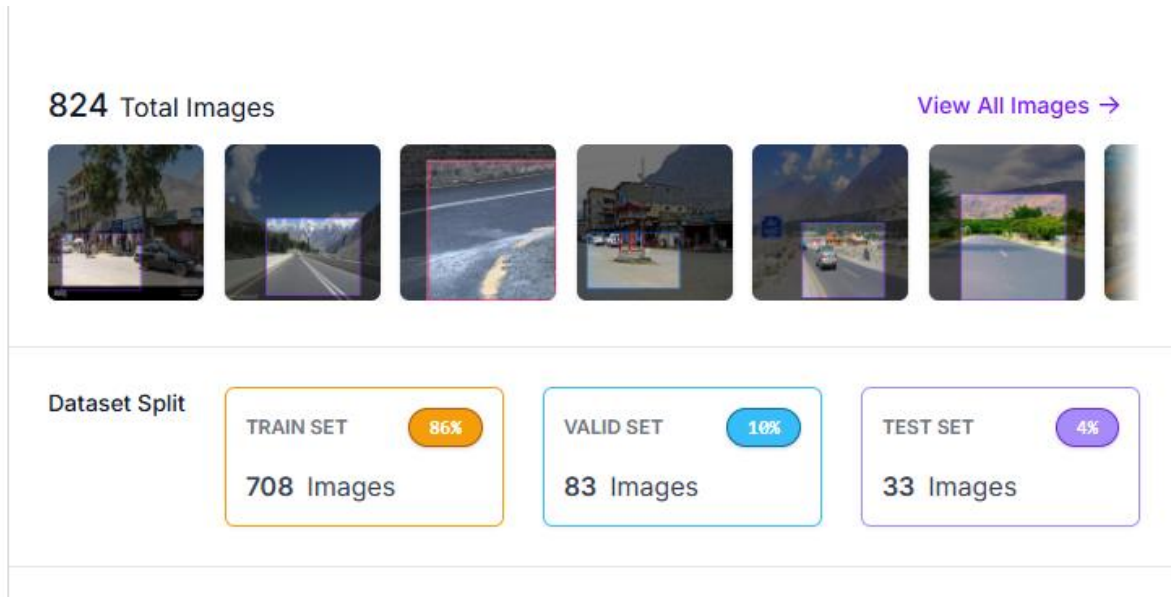 824 Total Images
View All Images →
Dataset Split
TRAIN SET
86%
708 Images
VALID SET
10%
83 Images
TEST SET
4%
33 Images